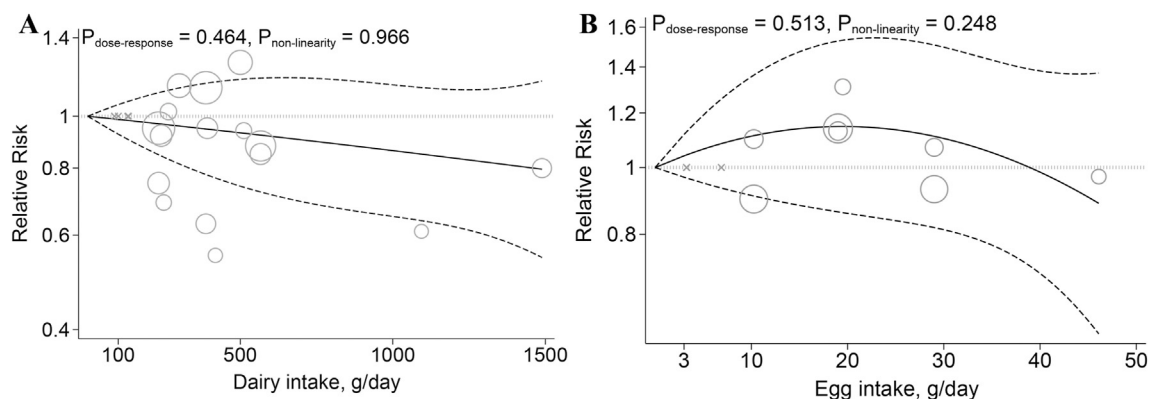 A
P dose-response = 0.464, P non-linearity = 0.966
1.4
1
0.8
0.6
0.4
Relative Risk
100 500 1000 1500
Dairy intake, g/day
B
P dose-response = 0.513, P non-linearity = 0.248
1.6
1.4
1.2
1
0.8
Relative Risk
3 10 20 30 40 50
Egg intake, g/day